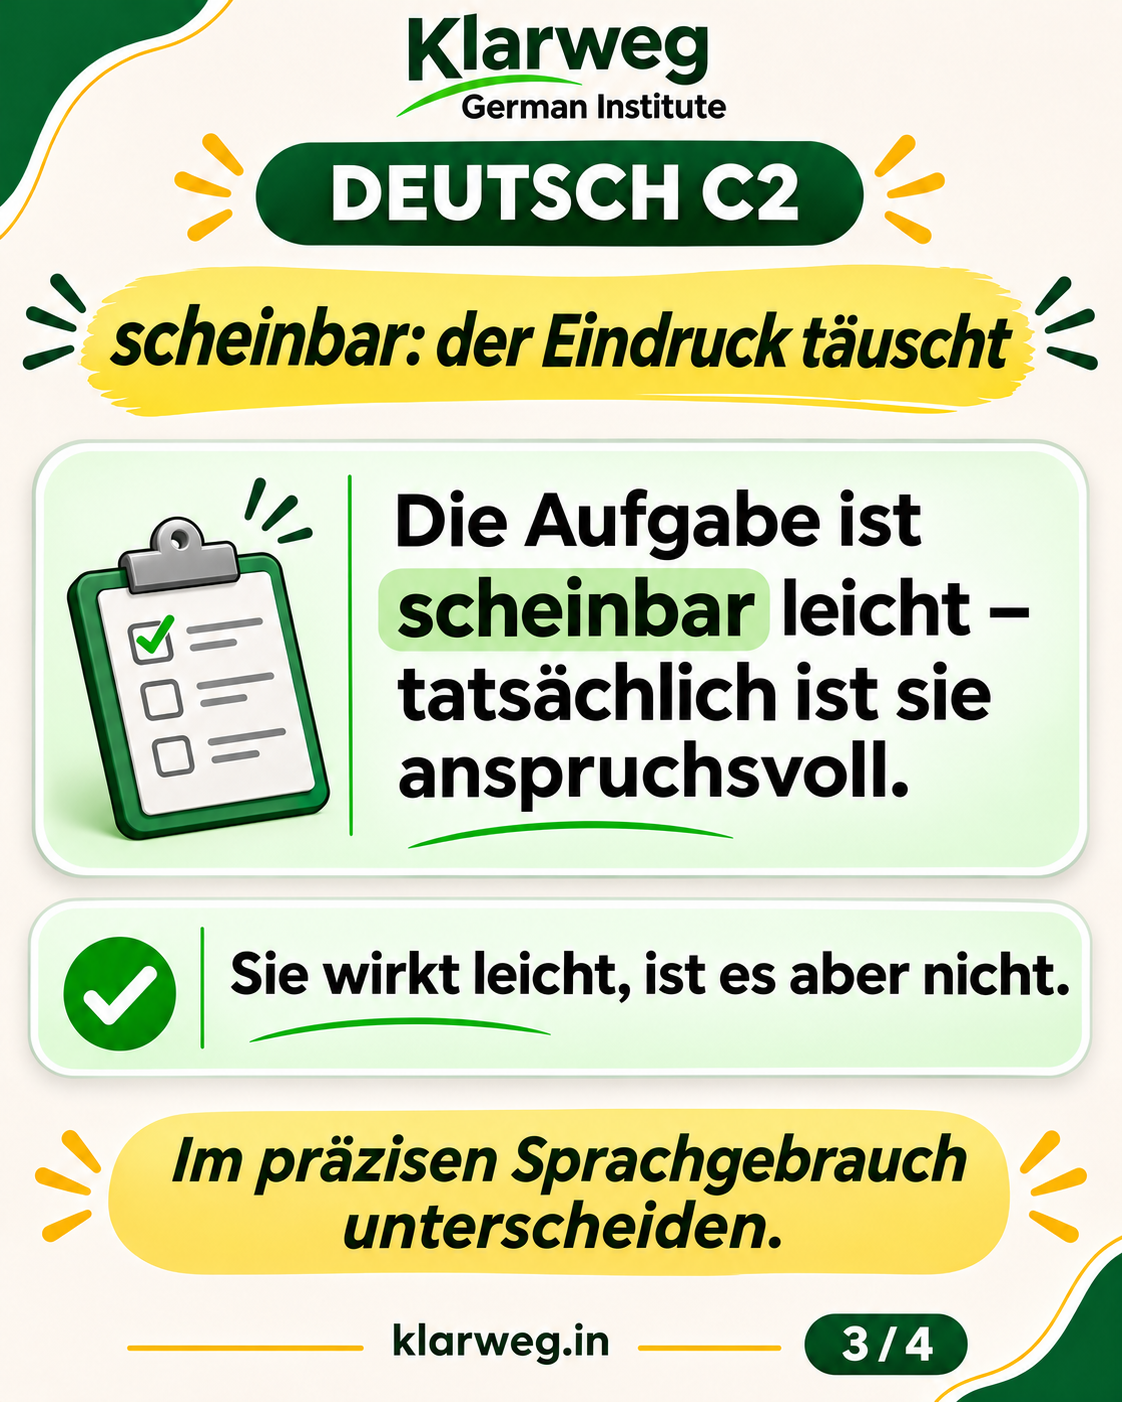 Klarweg
German Institute
DEUTSCH C2
scheinbar: der Eindruck täuscht
Die Aufgabe ist
scheinbar leicht –
tatsächlich ist sie
anspruchsvoll.
Sie wirkt leicht, ist es aber nicht.
Im präzisen Sprachgebrauch
unterscheiden.
klarweg.in
3 / 4